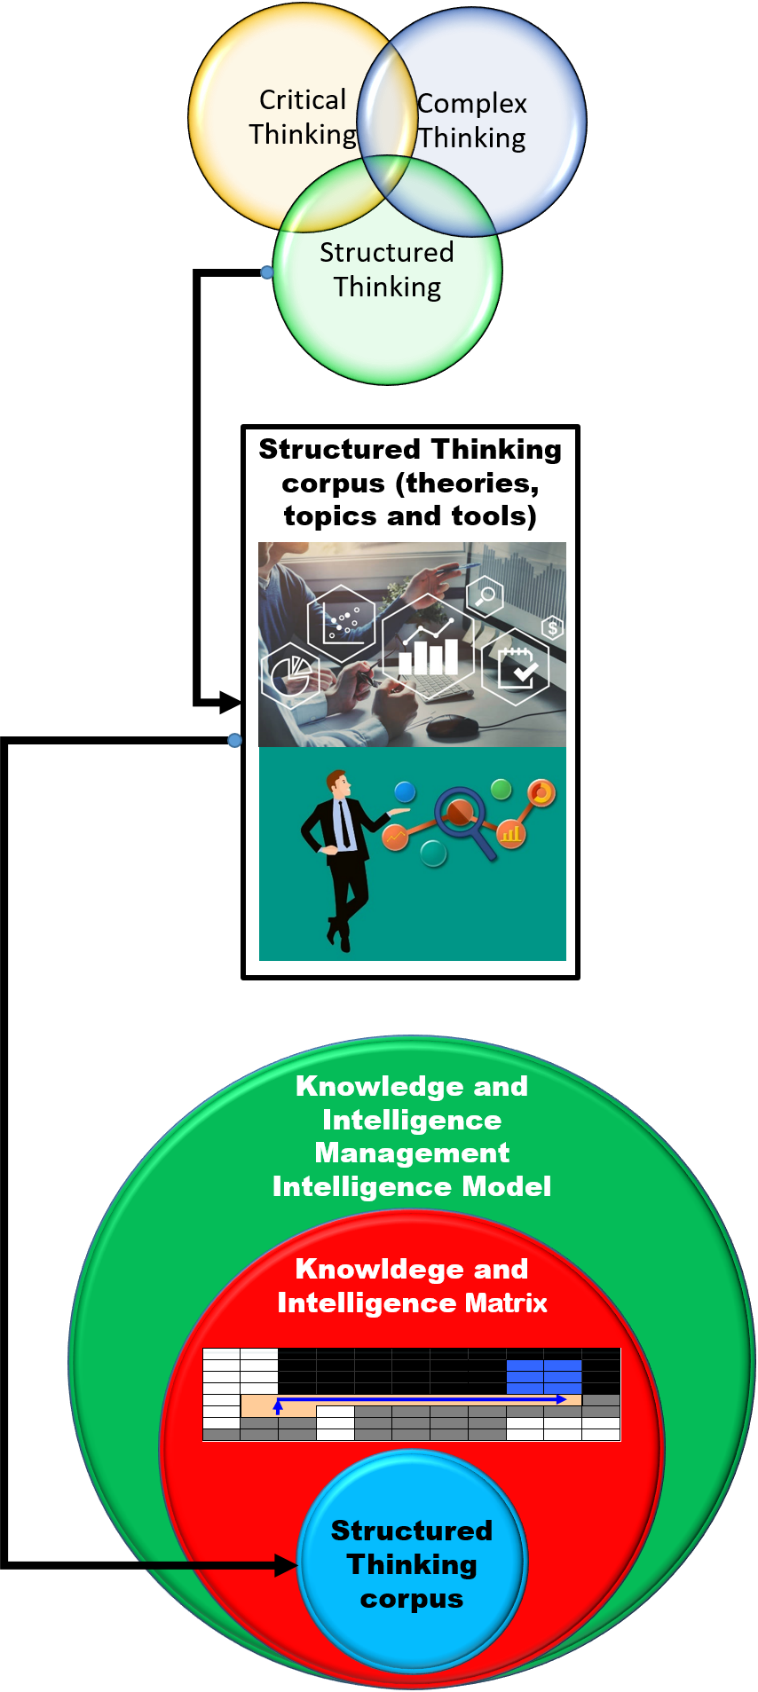 Critical
Thinking
Complex
Thinking
Structured
Thinking
Structured Thinking
corpus (theories,
topics and tools)
$
Knowledge and
Intelligence
Management
Intelligence Model
Knowldege and
Intelligence Matrix
Structured
Thinking
corpus